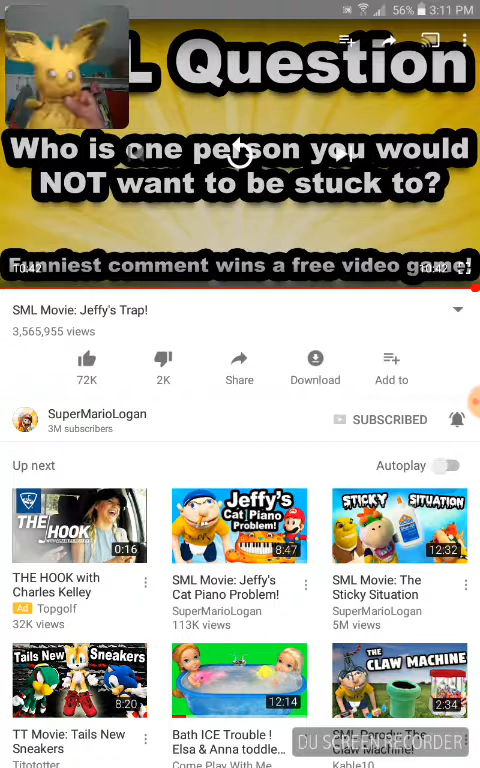 56% 3:11 PM
L Question
Who is one person you would
NOT want to be stuck to?
Funniest comment wins a free video game!
10:42
10:42
SML Movie: Jeffy's Trap!
3,565,955 views
72K
2K
Share
Download
Add to
SuperMarioLogan
3M subscribers
SUBSCRIBED
Up next
Autoplay
THE HOOK
0:16
Jeffy's
Cat Piano
Problem!
8:47
STICKY SITUATION
12:32
THE HOOK with
Charles Kelley
Ad Topgolf
32K views
SML Movie: Jeffy's
Cat Piano Problem!
SuperMarioLogan
113K views
SML Movie: The
Sticky Situation
SuperMarioLogan
5M views
Tails New Sneakers
8:20
12:14
THE
CLAW MACHINE
2:34
TT Movie: Tails New
Sneakers
Titototter
Bath ICE Trouble !
Elsa & Anna toddle...
Come Play With Me
SML Parody: The
Claw Machine!
Kable10
DU SCREEN RECORDER